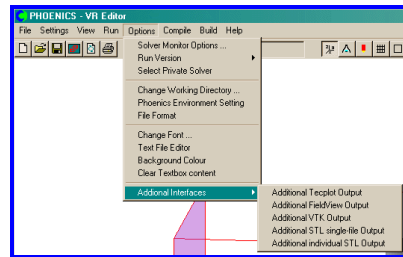 PHOENICS - VR Editor
File Settings View Run Options Compile Build Help
Solver Monitor Options ...
Run Version
Select Private Solver
Change Working Directory ...
Phoenics Environment Setting
File Format
Change Font ...
Text File Editor
Background Colour
Clear Textbox content
Addional Interfaces
Additional Tecplot Output
Additional FieldView Output
Additional VTK Output
Additional STL single-file Output
Additional individual STL Output